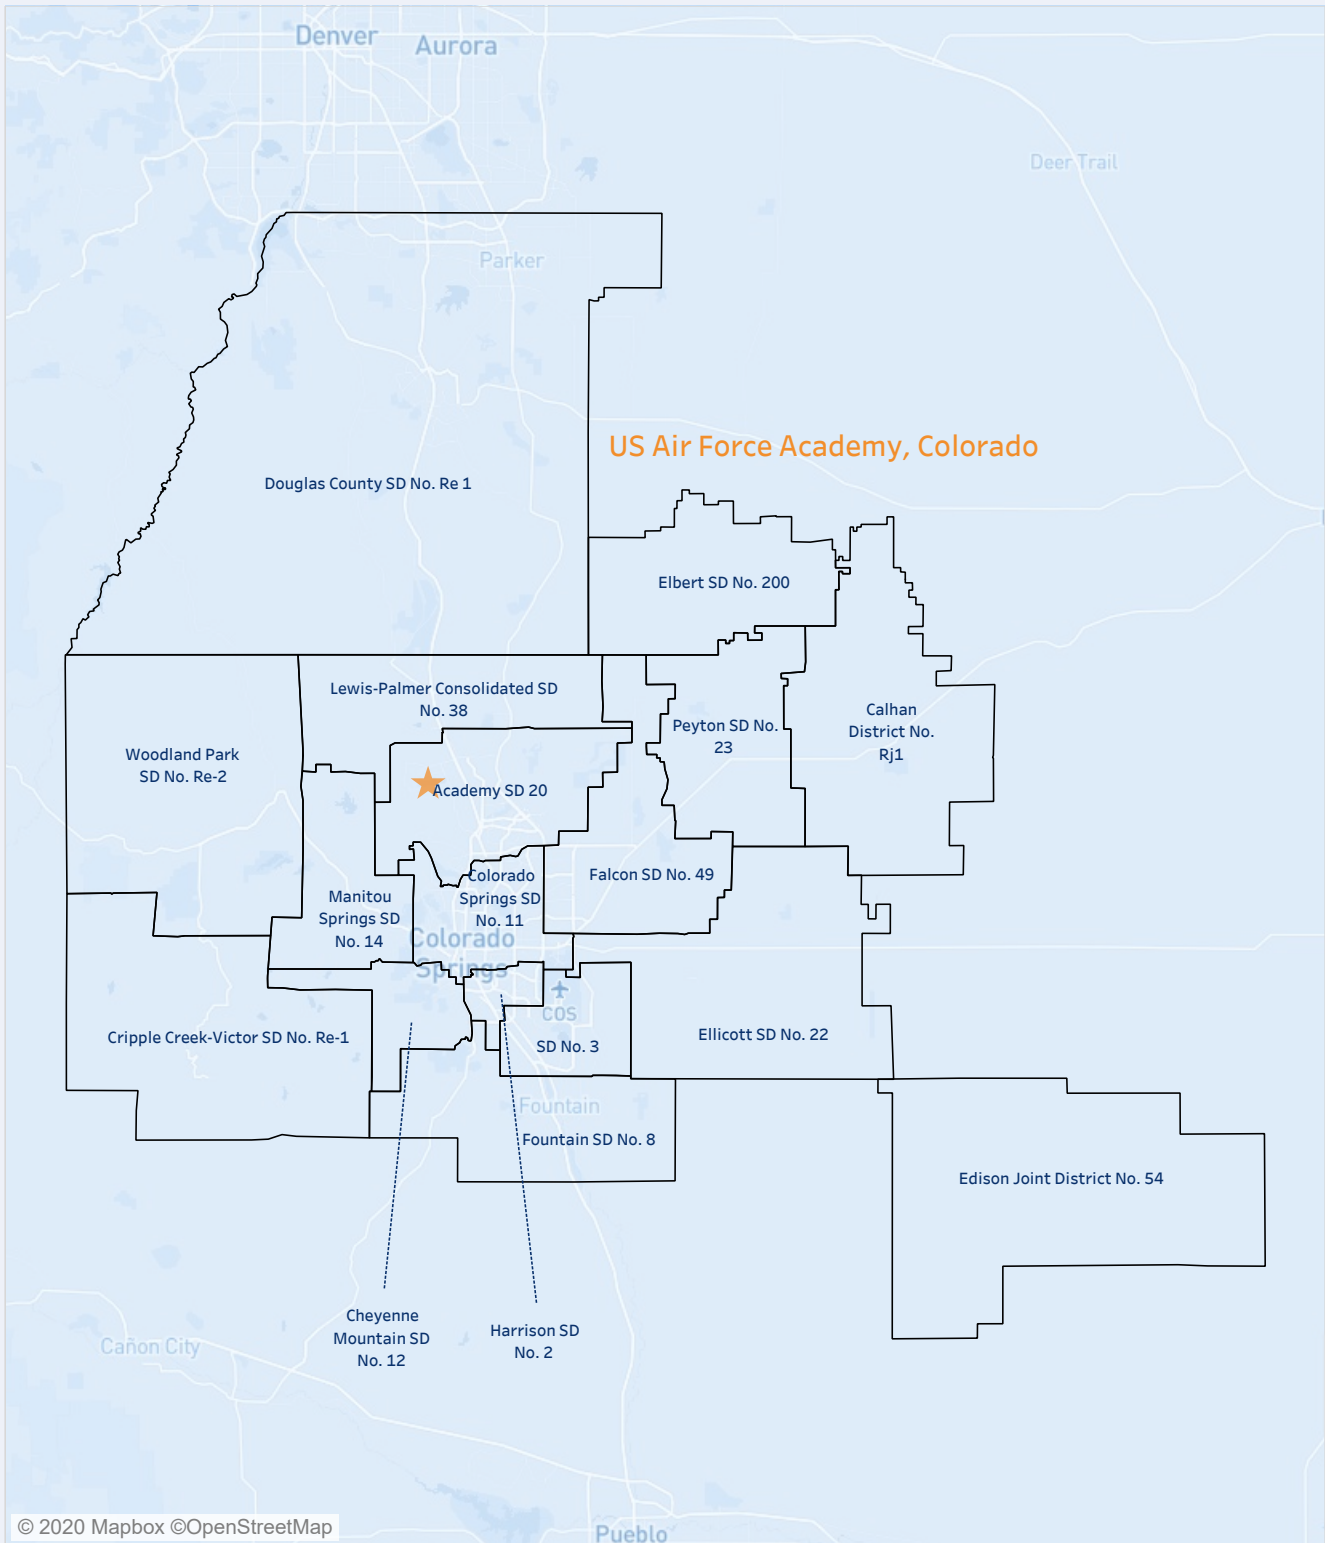 Denver
Aurora
Deer Trail
Parker
US Air Force Academy, Colorado
Douglas County SD No. Re 1
Elbert SD No. 200
Lewis-Palmer Consolidated SD
No. 38
Peyton SD No.
23
Calhan
District No.
Rj1
Woodland Park
SD No. Re-2
Academy SD 20
Colorado
Springs SD
No. 11
Falcon SD No. 49
Manitou
Springs SD
No. 14
Colorado
Springs
COS
Cripple Creek-Victor SD No. Re-1
SD No. 3
Ellicott SD No. 22
Fountain
Fountain SD No. 8
Edison Joint District No. 54
Cheyenne
Mountain SD
No. 12
Harrison SD
No. 2
Cañon City
Pueblo
© 2020 Mapbox ©OpenStreetMap